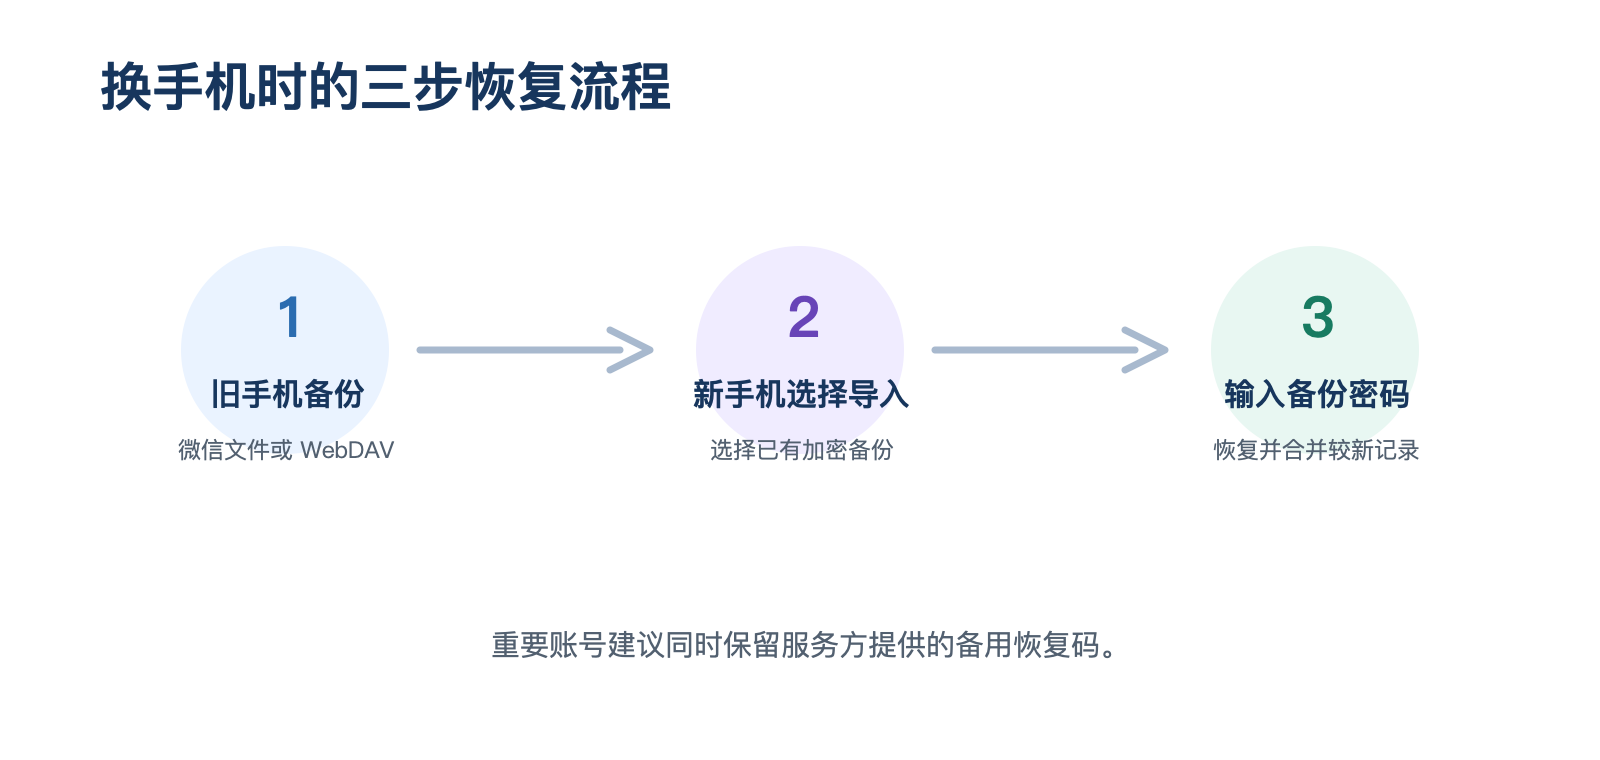 换手机时的三步恢复流程
1
旧手机备份
微信文件或 WebDAV
2
新手机选择导入
选择已有加密备份
3
输入备份密码
恢复并合并较新记录
重要账号建议同时保留服务方提供的备用恢复码。